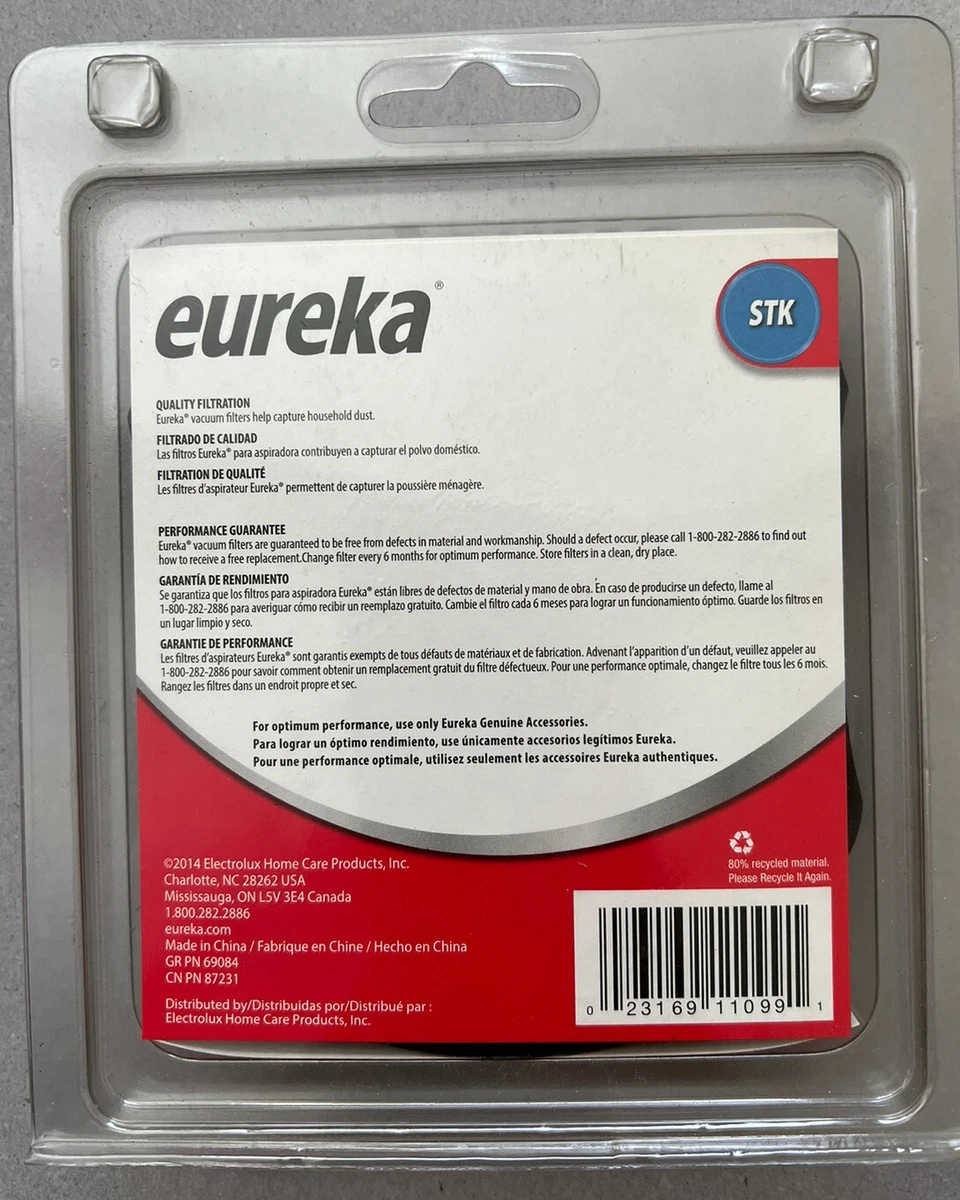 eureka®
STK
QUALITY FILTRATION
Eureka® vacuum filters help capture household dust.
FILTRADO DE CALIDAD
Las filtros Eureka® para aspiradora contribuyen a capturar el polvo doméstico.
FILTRATION DE QUALITÉ
Les filtres d'aspirateur Eureka® permettent de capturer la poussière ménagère.
PERFORMANCE GUARANTEE
Eureka® vacuum filters are guaranteed to be free from defects in material and workmanship. Should a defect occur, please call 1-800-282-2886 to find out
how to receive a free replacement.Change filter every 6 months for optimum performance. Store filters in a clean, dry place.
GARANTÍA DE RENDIMIENTO
Se garantiza que los filtros para aspiradora Eureka® están libres de defectos de material y mano de obra. En caso de producirse un defecto, llame al
1-800-282-2886 para averiguar cómo recibir un reemplazo gratuito. Cambie el filtro cada 6 meses para lograr un funcionamiento óptimo. Guarde los filtros en
un lugar limpio y seco.
GARANTIE DE PERFORMANCE
Les filtres d'aspirateurs Eureka® sont garantis exempts de tous défauts de matériaux et de fabrication. Advenant l'apparition d'un défaut, veuillez appeler au
1-800-282-2886 pour savoir comment obtenir un remplacement gratuit du filtre défectueux. Pour une performance optimale, changez le filtre tous les 6 mois.
Rangez les filtres dans un endroit propre et sec.
For optimum performance, use only Eureka Genuine Accessories.
Para lograr un óptimo rendimiento, use únicamente accesorios legítimos Eureka.
Pour une performance optimale, utilisez seulement les accessoires Eureka authentiques.
©2014 Electrolux Home Care Products, Inc.
Charlotte, NC 28262 USA
Mississauga, ON L5V 3E4 Canada
1.800.282.2886
eureka.com
Made in China / Fabrique en Chine / Hecho en China
GR PN 69084
CN PN 87231
Distributed by/Distribuidas por/Distribué par :
Electrolux Home Care Products, Inc.
80% recycled material.
Please Recycle It Again.
0 23169 11099 1